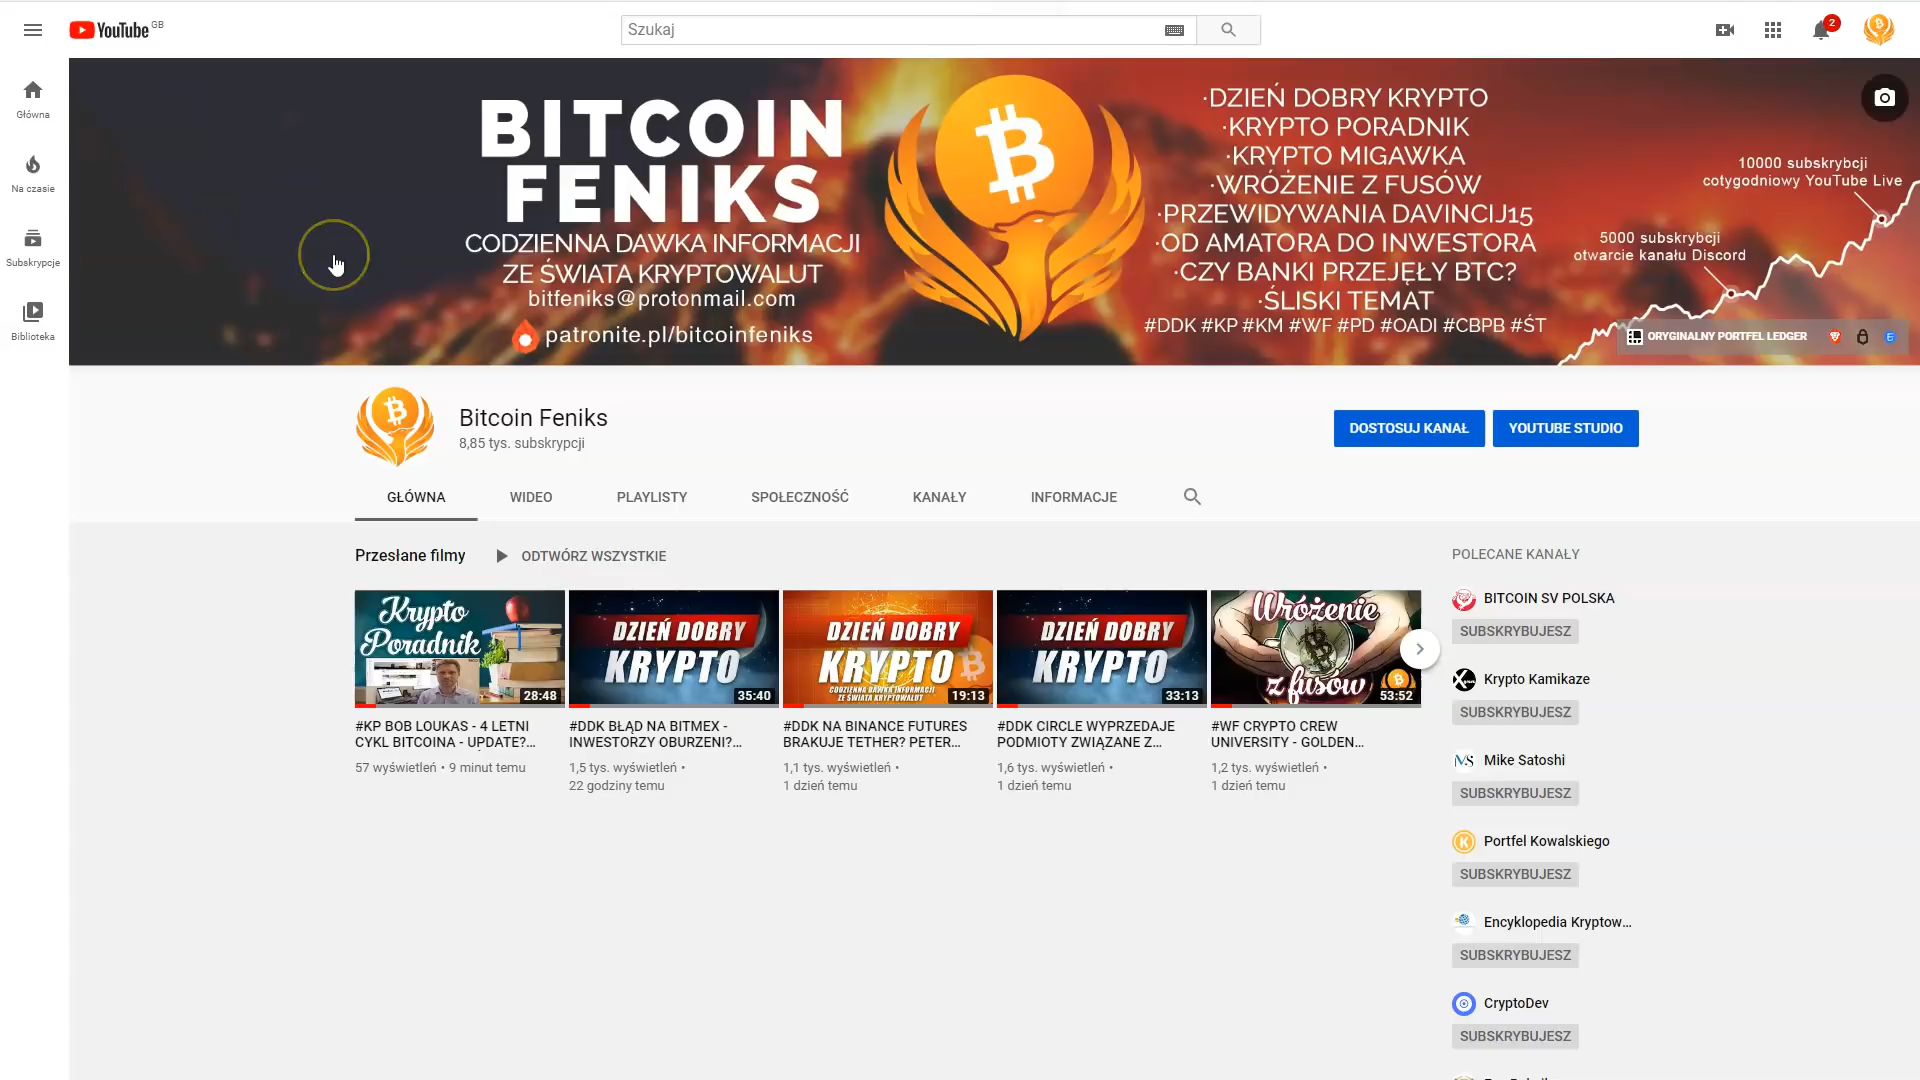 YouTube GB
Szukaj
2
Główna
Na czasie
Subskrypcje
Biblioteka
BITCOIN
FENIKS
CODZIENNA DAWKA INFORMACJI
ZE ŚWIATA KRYPTOWALUT
bitfeniks@protonmail.com
patronite.pl/bitcoinfeniks
·DZIEŃ DOBRY KRYPTO
·KRYPTO PORADNIK
·KRYPTO MIGAWKA
·WRÓŻENIE Z FUSÓW
·PRZEWIDYWANIA DAVINCIJ15
·OD AMATORA DO INWESTORA
·CZY BANKI PRZEJĘŁY BTC?
·ŚLISKI TEMAT
#DDK #KP #KM #WF #PD #OADI #CBPB #ŚT
10000 subskrybcji
cotygodniowy YouTube Live
5000 subskrybcji
otwarcie kanału Discord
ORYGINALNY PORTFEL LEDGER
Bitcoin Feniks
8,85 tys. subskrypcji
DOSTOSUJ KANAŁ
YOUTUBE STUDIO
GŁÓWNA
WIDEO
PLAYLISTY
SPOŁECZNOŚĆ
KANAŁY
INFORMACJE
Przesłane filmy
ODTWÓRZ WSZYSTKIE
Krypto
Poradnik
28:48
#KP BOB LOUKAS - 4 LETNI
CYKL BITCOINA - UPDATE?...
57 wyświetleń • 9 minut temu
DZIEŃ DOBRY
KRYPTO
35:40
#DDK BŁĄD NA BITMEX -
INWESTORZY OBURZENI?...
1,5 tys. wyświetleń •
22 godziny temu
DZIEŃ DOBRY
KRYPTO
CODZIENNA DAWKA INFORMACJI
ZE ŚWIATA KRYPTOWALUT
19:13
#DDK NA BINANCE FUTURES
BRAKUJE TETHER? PETER...
1,1 tys. wyświetleń •
1 dzień temu
DZIEŃ DOBRY
KRYPTO
33:13
#DDK CIRCLE WYPRZEDAJE
PODMIOTY ZWIĄZANE Z...
1,6 tys. wyświetleń •
1 dzień temu
Wróżenie
z fusów
53:52
#WF CRYPTO CREW
UNIVERSITY - GOLDEN...
1,2 tys. wyświetleń •
1 dzień temu
POLECANE KANAŁY
BITCOIN SV POLSKA
SUBSKRYBUJESZ
Krypto Kamikaze
SUBSKRYBUJESZ
Mike Satoshi
SUBSKRYBUJESZ
Portfel Kowalskiego
SUBSKRYBUJESZ
Encyklopedia Kryptow...
SUBSKRYBUJESZ
CryptoDev
SUBSKRYBUJESZ